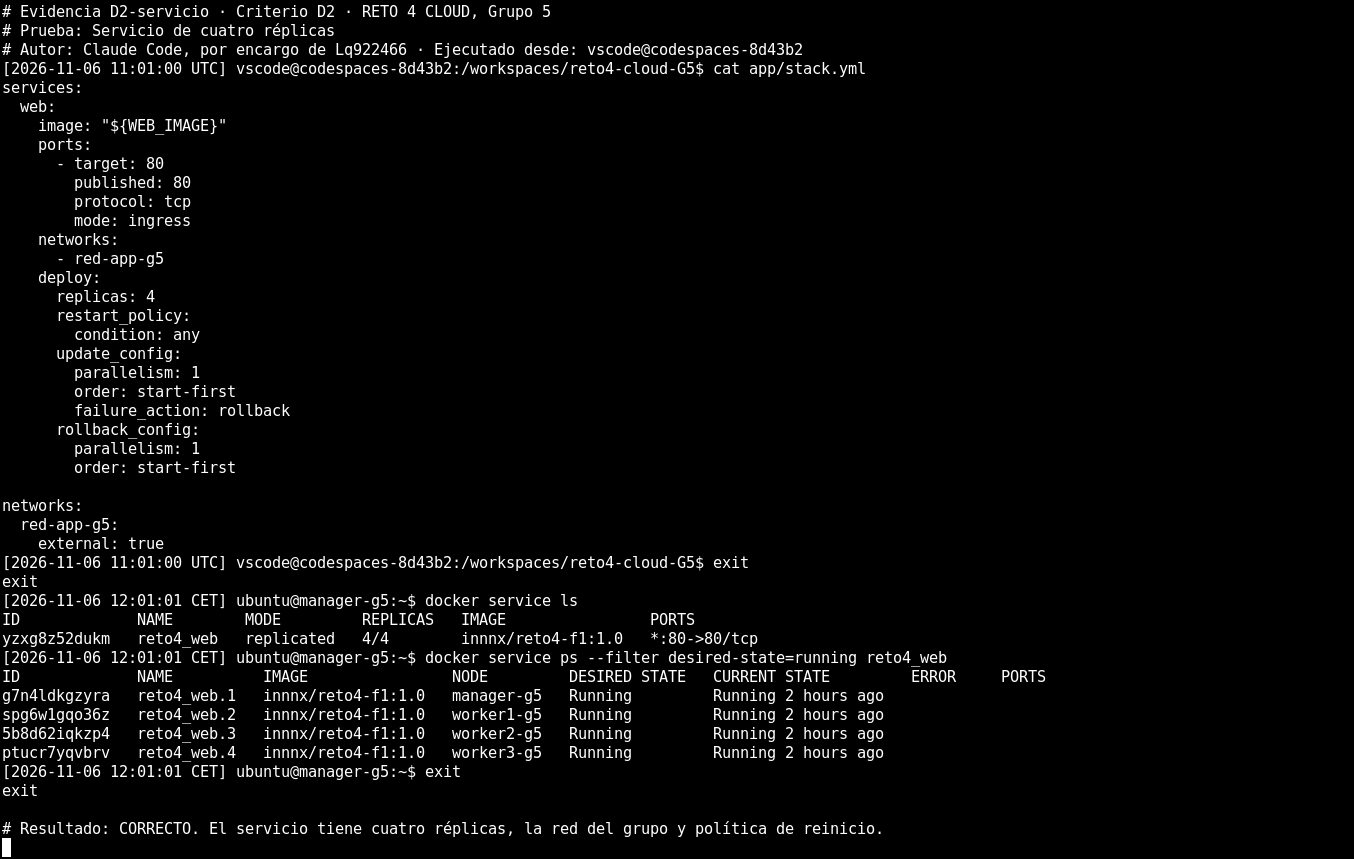 # Evidencia D2-servicio · Criterio D2 · RETO 4 CLOUD, Grupo 5
# Prueba: Servicio de cuatro réplicas
# Autor: Claude Code, por encargo de Lq922466 · Ejecutado desde: vscode@codespaces-8d43b2
[2026-11-06 11:01:00 UTC] vscode@codespaces-8d43b2:/workspaces/reto4-cloud-G5$ cat app/stack.yml
services:
  web:
    image: "${WEB_IMAGE}"
    ports:
      - target: 80
        published: 80
        protocol: tcp
        mode: ingress
    networks:
      - red-app-g5
    deploy:
      replicas: 4
      restart_policy:
        condition: any
      update_config:
        parallelism: 1
        order: start-first
        failure_action: rollback
      rollback_config:
        parallelism: 1
        order: start-first

networks:
  red-app-g5:
    external: true
[2026-11-06 11:01:00 UTC] vscode@codespaces-8d43b2:/workspaces/reto4-cloud-G5$ exit
exit
[2026-11-06 12:01:01 CET] ubuntu@manager-g5:~$ docker service ls
ID             NAME        MODE         REPLICAS   IMAGE                PORTS
yzxg8z52dukm   reto4_web   replicated   4/4        innnx/reto4-f1:1.0   *:80->80/tcp
[2026-11-06 12:01:01 CET] ubuntu@manager-g5:~$ docker service ps --filter desired-state=running reto4_web
ID             NAME          IMAGE                NODE         DESIRED STATE   CURRENT STATE         ERROR     PORTS
g7n4ldkgzyra   reto4_web.1   innnx/reto4-f1:1.0   manager-g5   Running         Running 2 hours ago
spg6w1gqo36z   reto4_web.2   innnx/reto4-f1:1.0   worker1-g5   Running         Running 2 hours ago
5b8d62iqkzp4   reto4_web.3   innnx/reto4-f1:1.0   worker2-g5   Running         Running 2 hours ago
ptucr7yqvbrv   reto4_web.4   innnx/reto4-f1:1.0   worker3-g5   Running         Running 2 hours ago
[2026-11-06 12:01:01 CET] ubuntu@manager-g5:~$ exit
exit

# Resultado: CORRECTO. El servicio tiene cuatro réplicas, la red del grupo y política de reinicio.